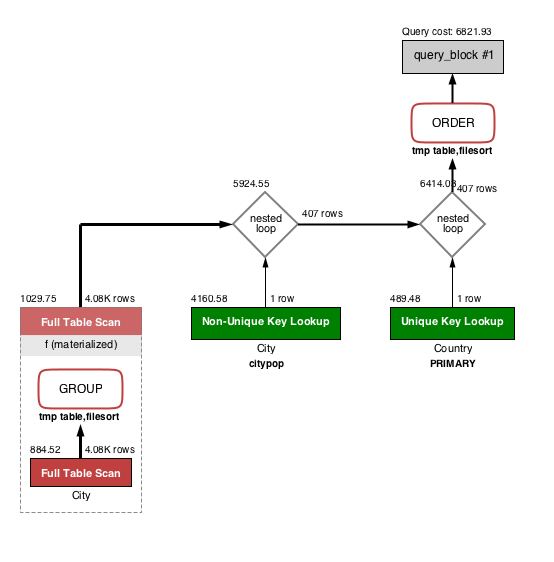 Query cost: 6821.93
query_block #1
ORDER
tmp table,filesort
5924.55
6414.03
407 rows
nested
loop
407 rows
nested
loop
1029.75
4.08K rows
4160.58
1 row
489.48
1 row
Full Table Scan
Non-Unique Key Lookup
Unique Key Lookup
f (materialized)
City
Country
citypop
PRIMARY
GROUP
tmp table,filesort
884.52
4.08K rows
Full Table Scan
City